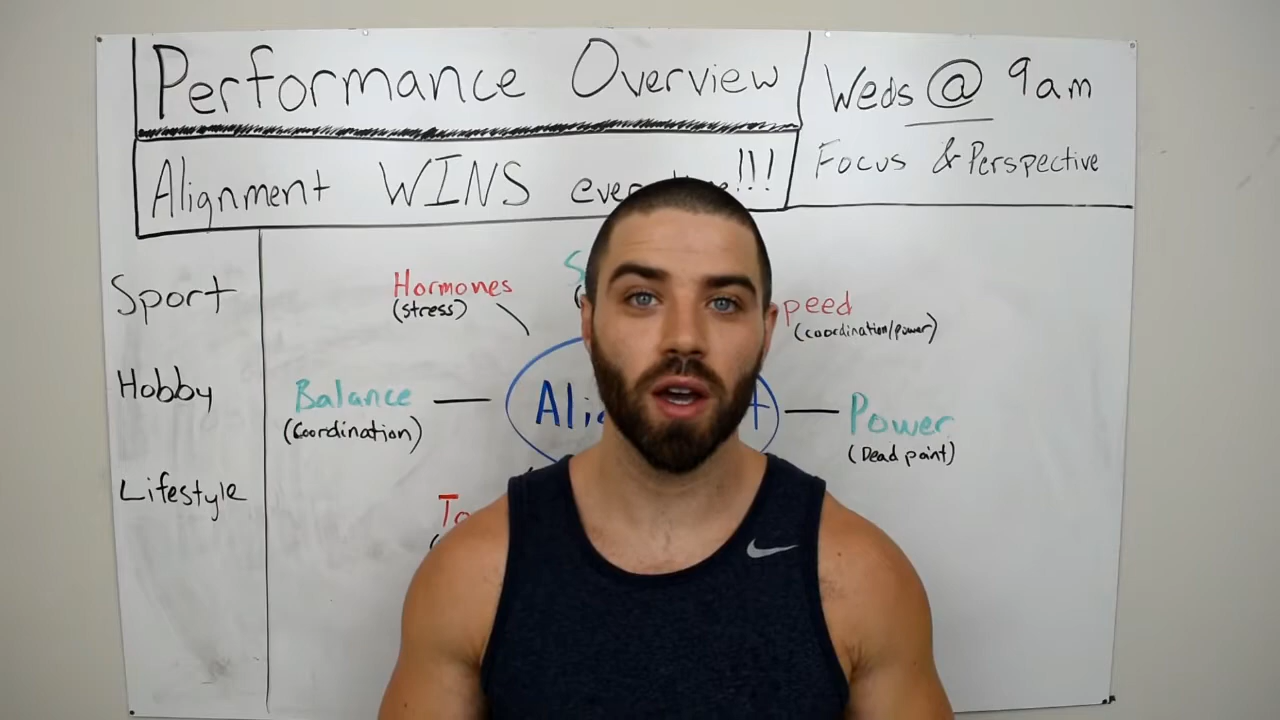 Performance Overview
Alignment WINS !!!
Weds @ 9am
Focus & Perspective
Sport
Hobby
Lifestyle
Hormones
(stress)
(coordination/power)
Balance
(Coordination)
Power
(Dead point)